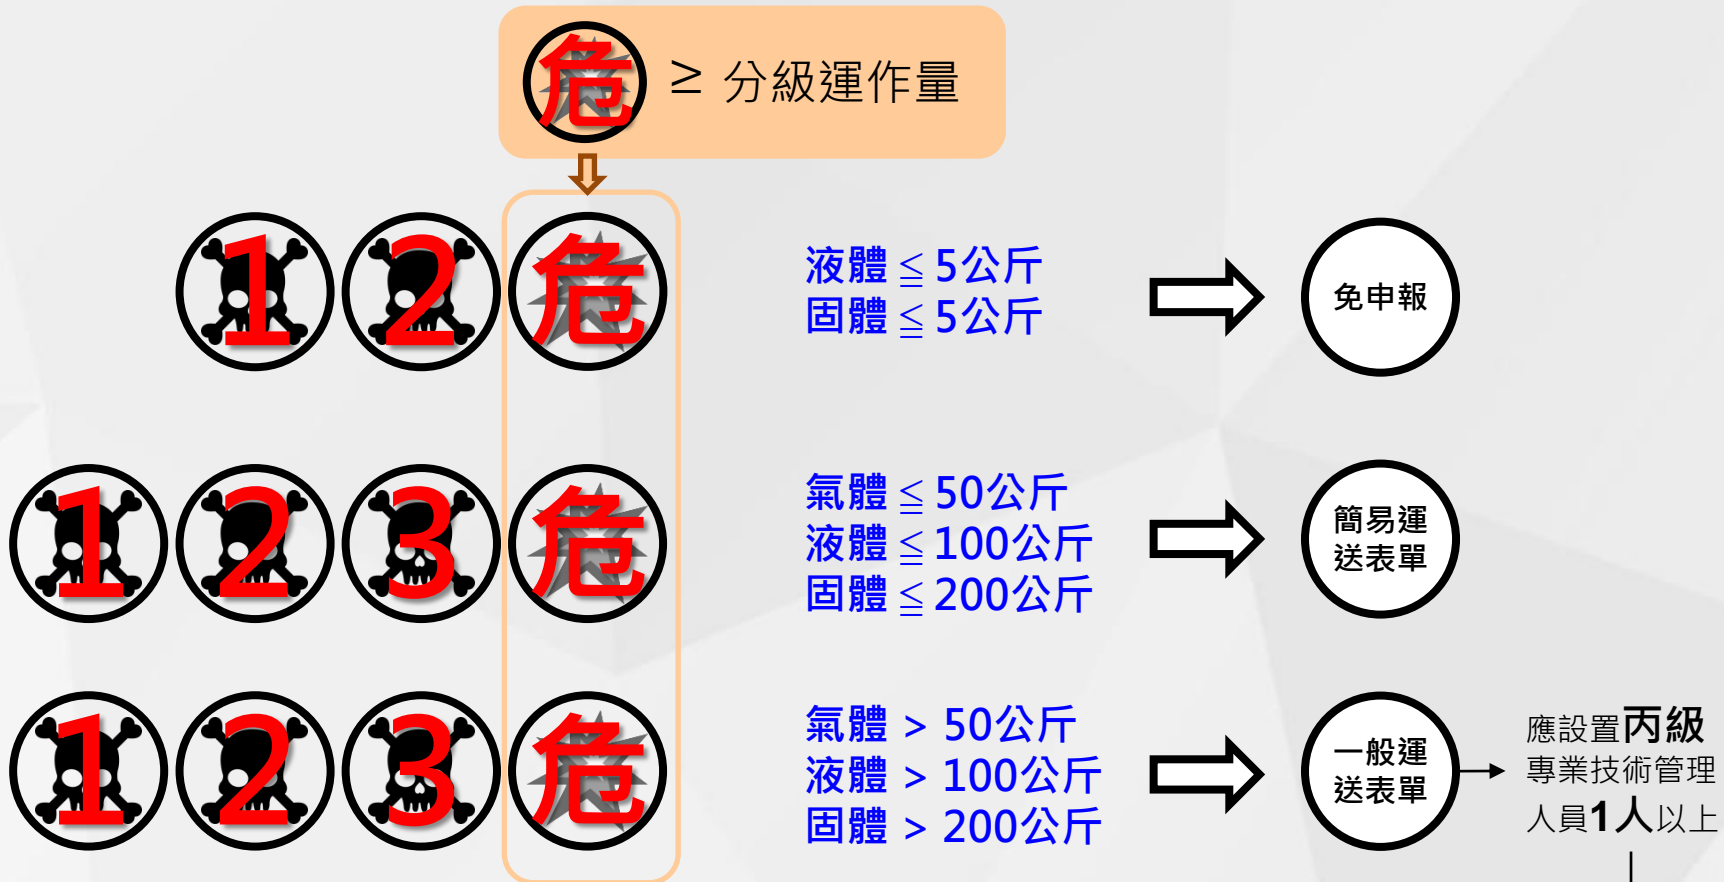 危 ≥ 分級運作量
1 2 危
液體 ≦ 5公斤
固體 ≦ 5公斤
免申報
1 2 3 危
氣體 ≦ 50公斤
液體 ≦ 100公斤
固體 ≦ 200公斤
簡易運
送表單
1 2 3 危
氣體 > 50公斤
液體 > 100公斤
固體 > 200公斤
一般運
送表單
應設置丙級
專業技術管理
人員1人以上